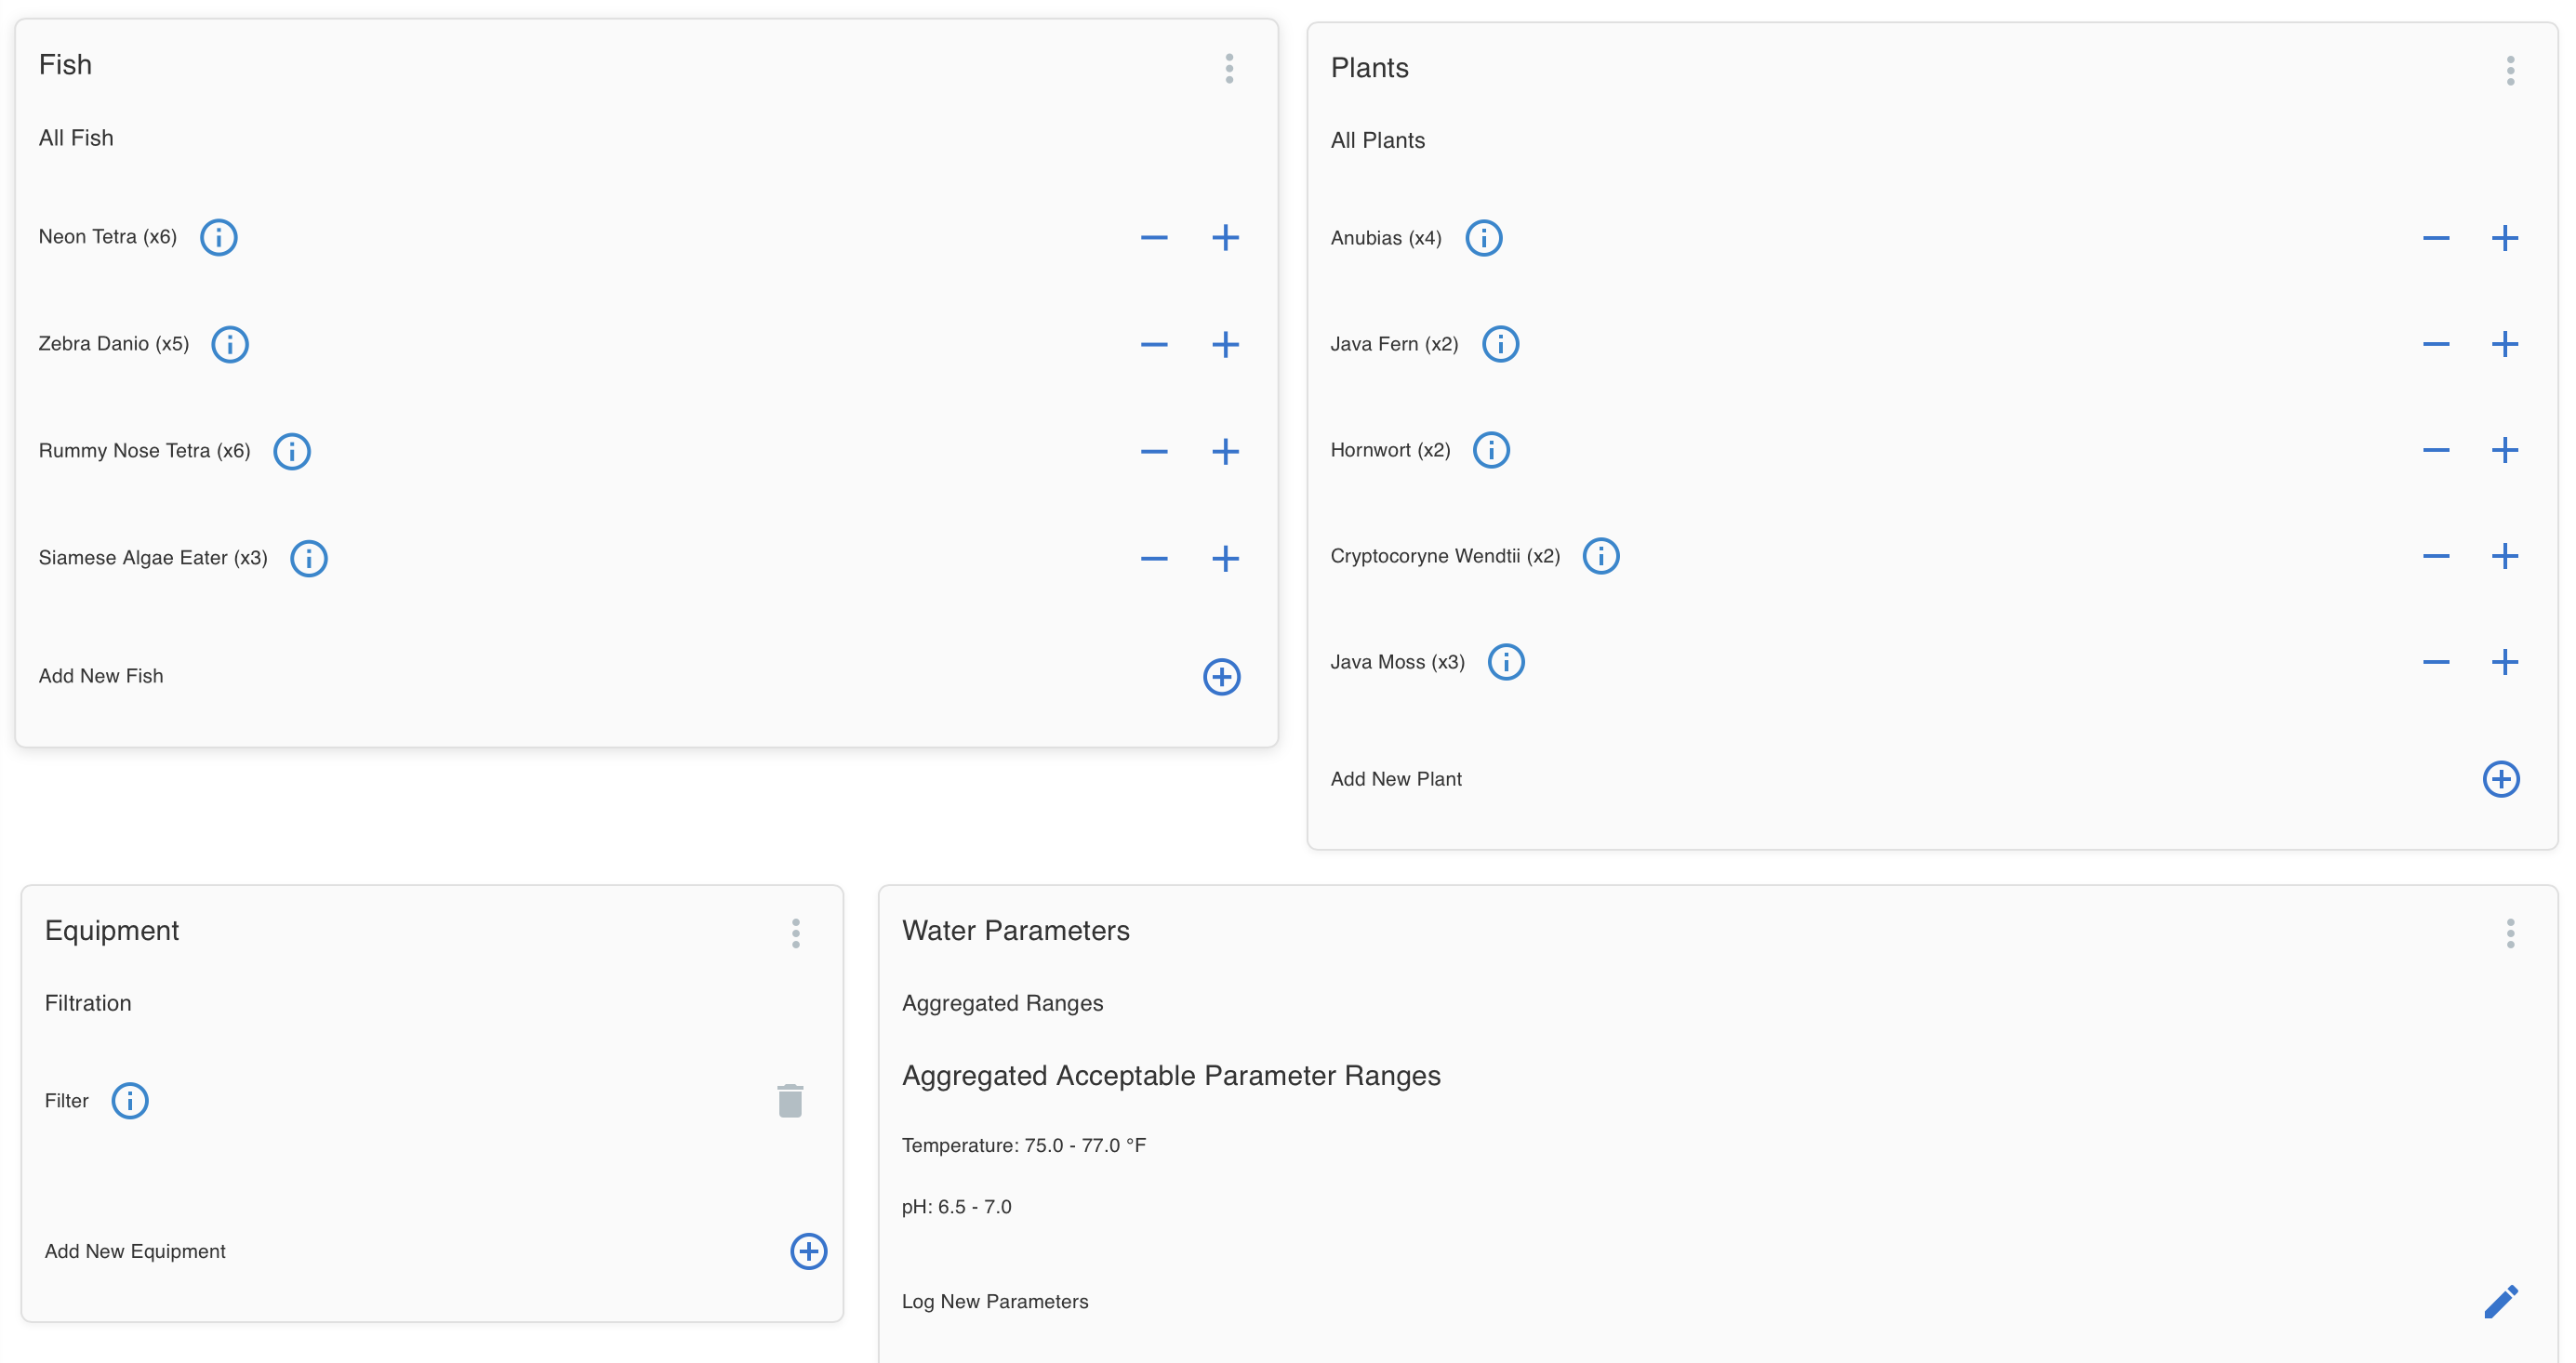 Fish
All Fish
Neon Tetra (x6)
Zebra Danio (x5)
Rummy Nose Tetra (x6)
Siamese Algae Eater (x3)
Add New Fish
Plants
All Plants
Anubias (x4)
Java Fern (x2)
Hornwort (x2)
Cryptocoryne Wendtii (x2)
Java Moss (x3)
Add New Plant
Equipment
Filtration
Filter
Add New Equipment
Water Parameters
Aggregated Ranges
Aggregated Acceptable Parameter Ranges
Temperature: 75.0 - 77.0 °F
pH: 6.5 - 7.0
Log New Parameters